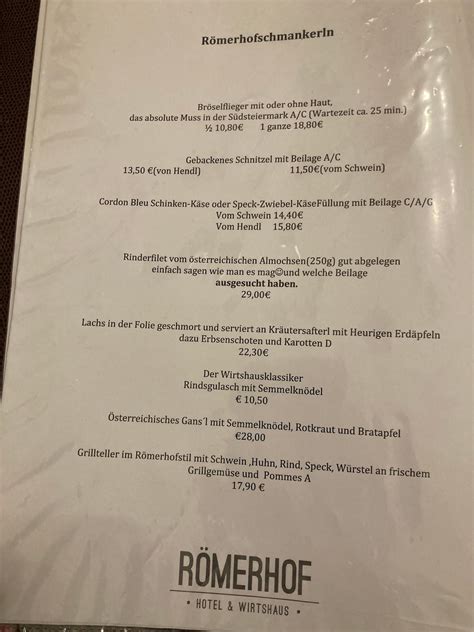 Römerhofschmankerln
Bröselflieger mit oder ohne Haut,
das absolute Muss in der Südsteiermark A/C (Wartezeit ca. 25 min.)
½ 10,80€ 1 ganze 18,80€
Gebackenes Schnitzel mit Beilage A/C
13,50 €(von Hendl) 11,50€(vom Schwein)
Cordon Bleu Schinken-Käse oder Speck-Zwiebel-KäseFüllung mit Beilage C/A/G
Vom Schwein 14,40€
Vom Hendl 15,80€
Rinderfilet vom österreichischen Almochsen(250g) gut abgelegen
einfach sagen wie man es mag☺und welche Beilage
ausgesucht haben.
29,00€
Lachs in der Folie geschmort und serviert an Kräutersafterl mit Heurigen Erdäpfeln
dazu Erbsenschoten und Karotten D
22,30€
Der Wirtshausklassiker
Rindsgulasch mit Semmelknödel
€ 10,50
Österreichisches Gans´l mit Semmelknödel, Rotkraut und Bratapfel
€28,00
Grillteller im Römerhofstil mit Schwein ,Huhn, Rind, Speck, Würstel an frischem
Grillgemüse und Pommes A
17,90 €
RÖMERHOF
• HOTEL & WIRTSHAUS •